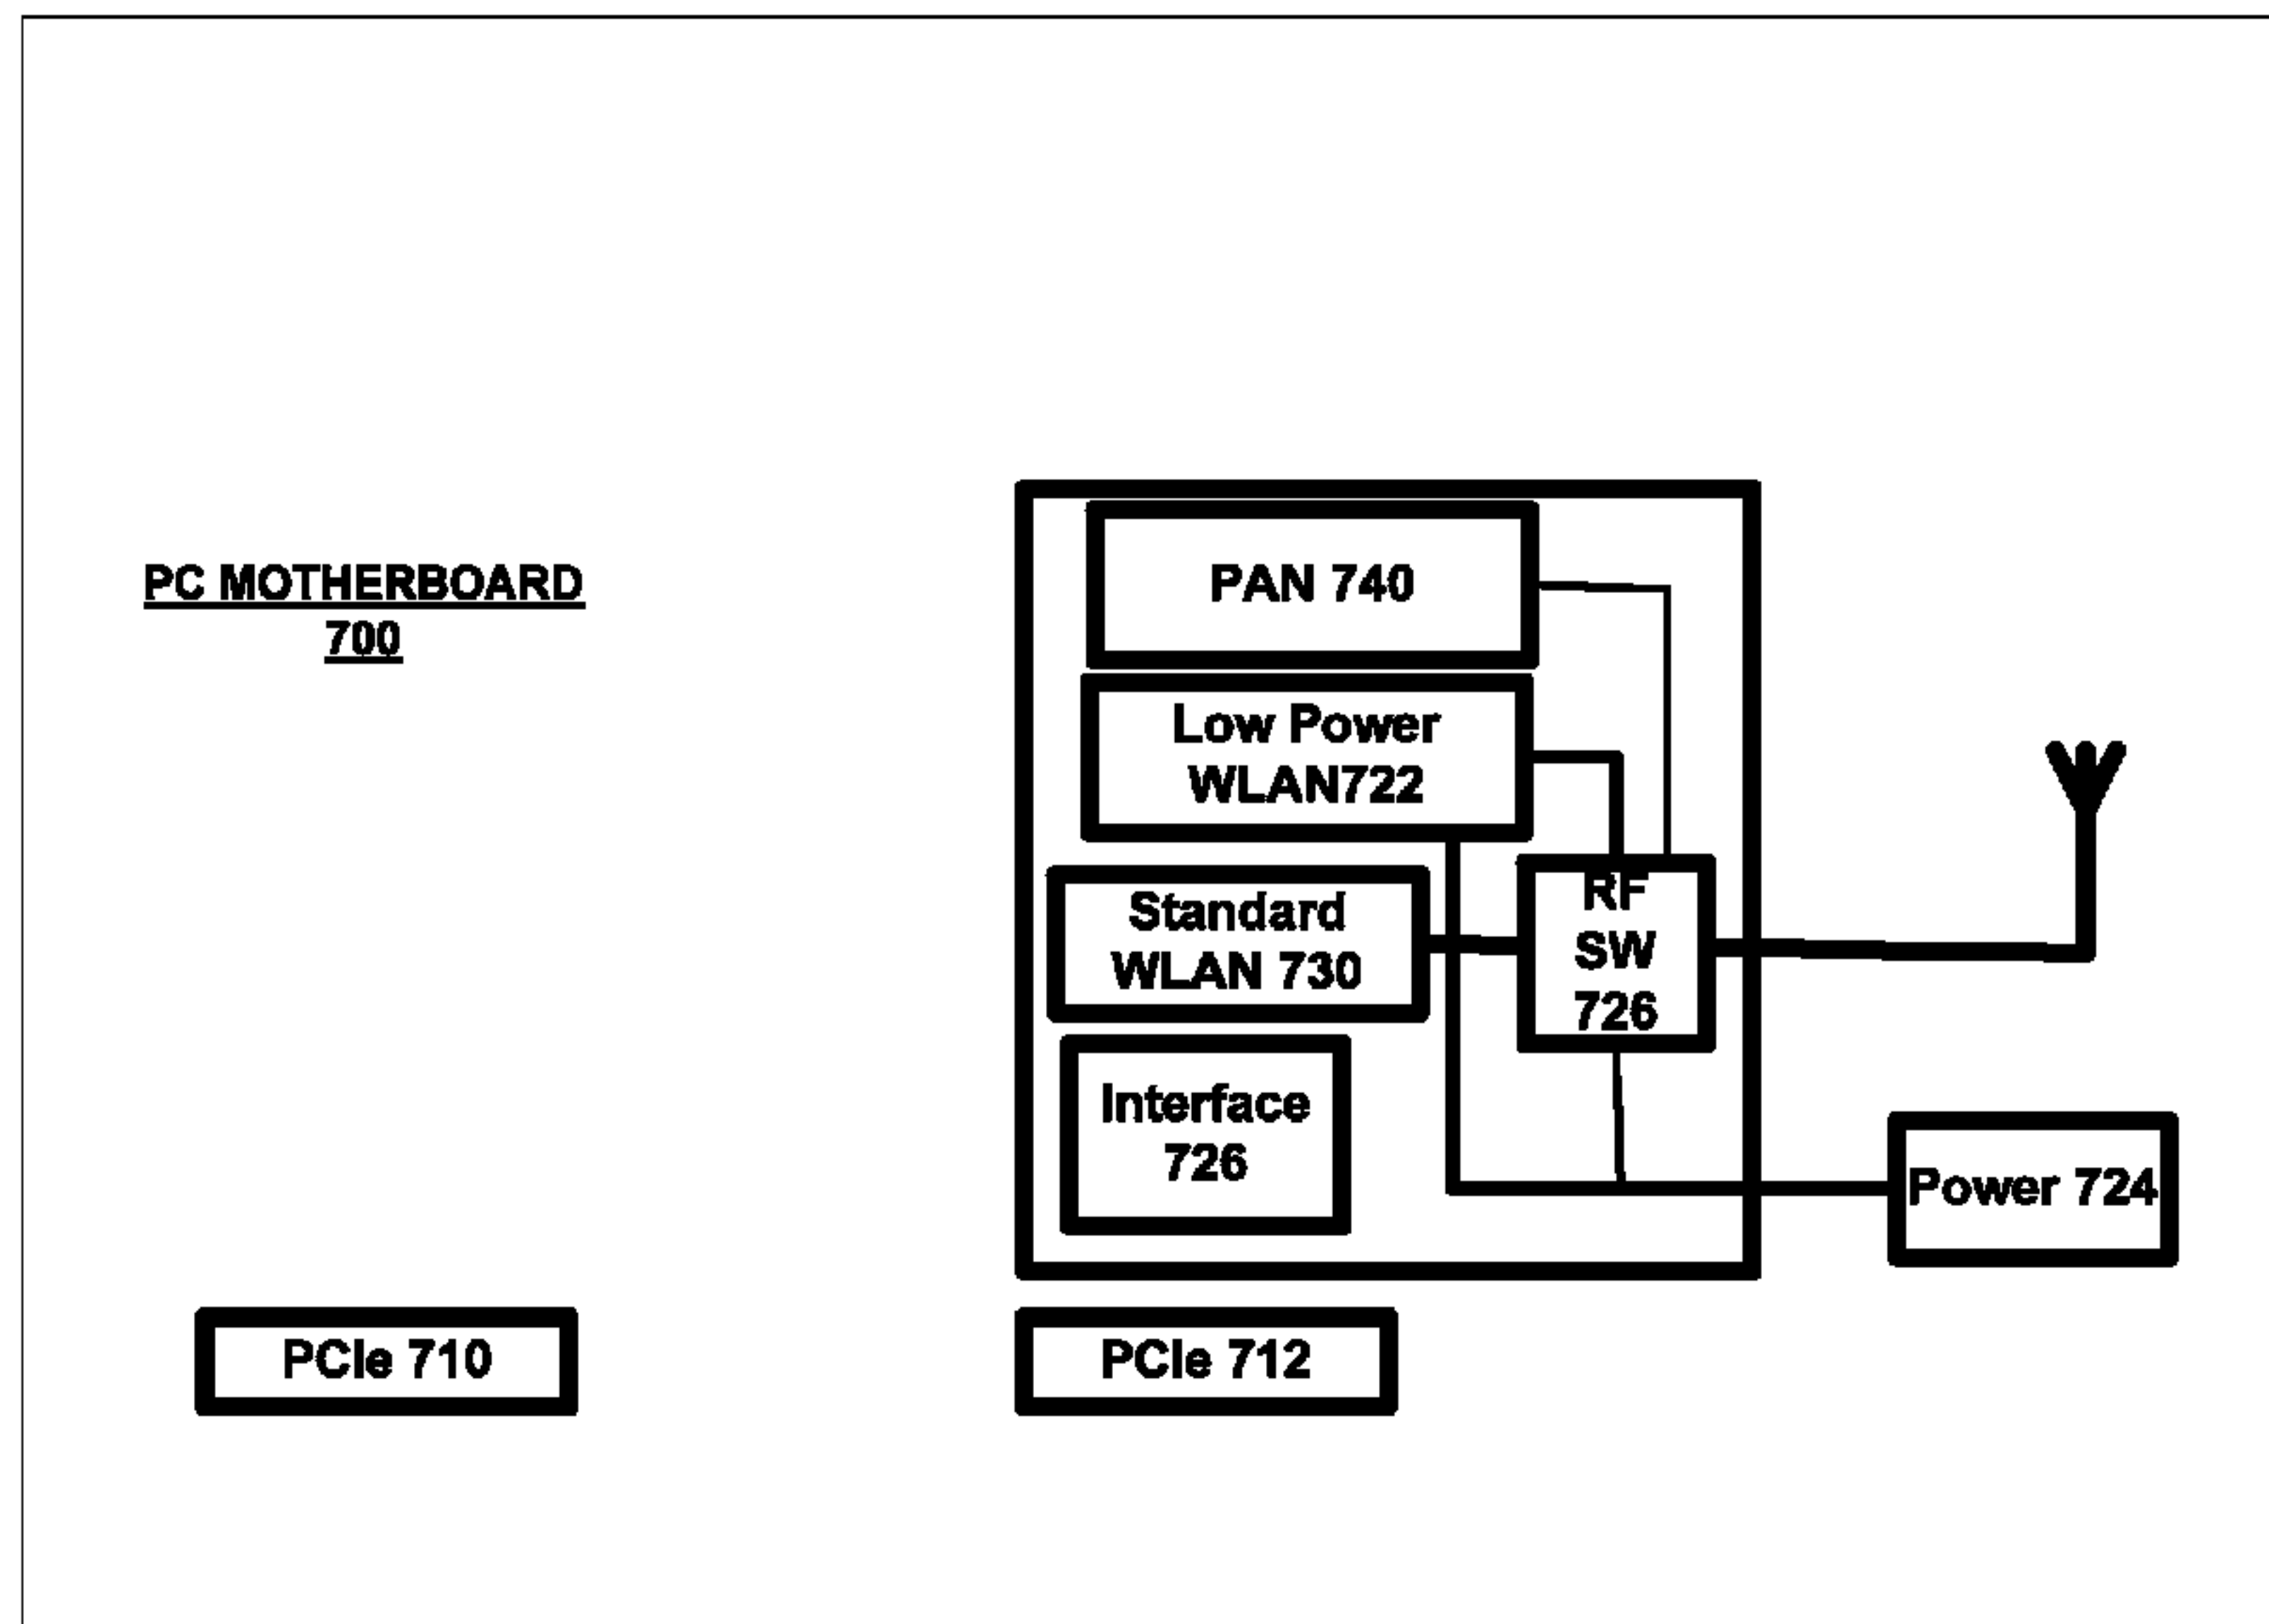 PC MOTHERBOARD
700
PAN 740
Low Power
WLAN722
Standard
WLAN 730
RF
SW
726
Interface
726
Power 724
PCIe 710
PCIe 712